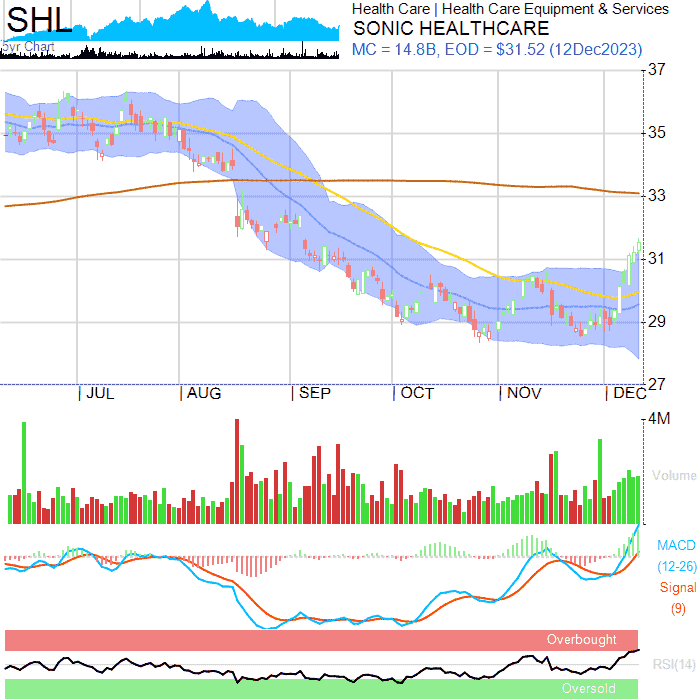 SHL
5yr Chart
Health Care | Health Care Equipment & Services
SONIC HEALTHCARE
MC = 14.8B, EOD = $31.52 (12Dec2023)
37
35
33
31
29
27
| JUL
| AUG
| SEP
| OCT
| NOV
| DEC
4M
Volume
MACD
(12-26)
Signal
(9)
Overbought
RSI(14)
Oversold